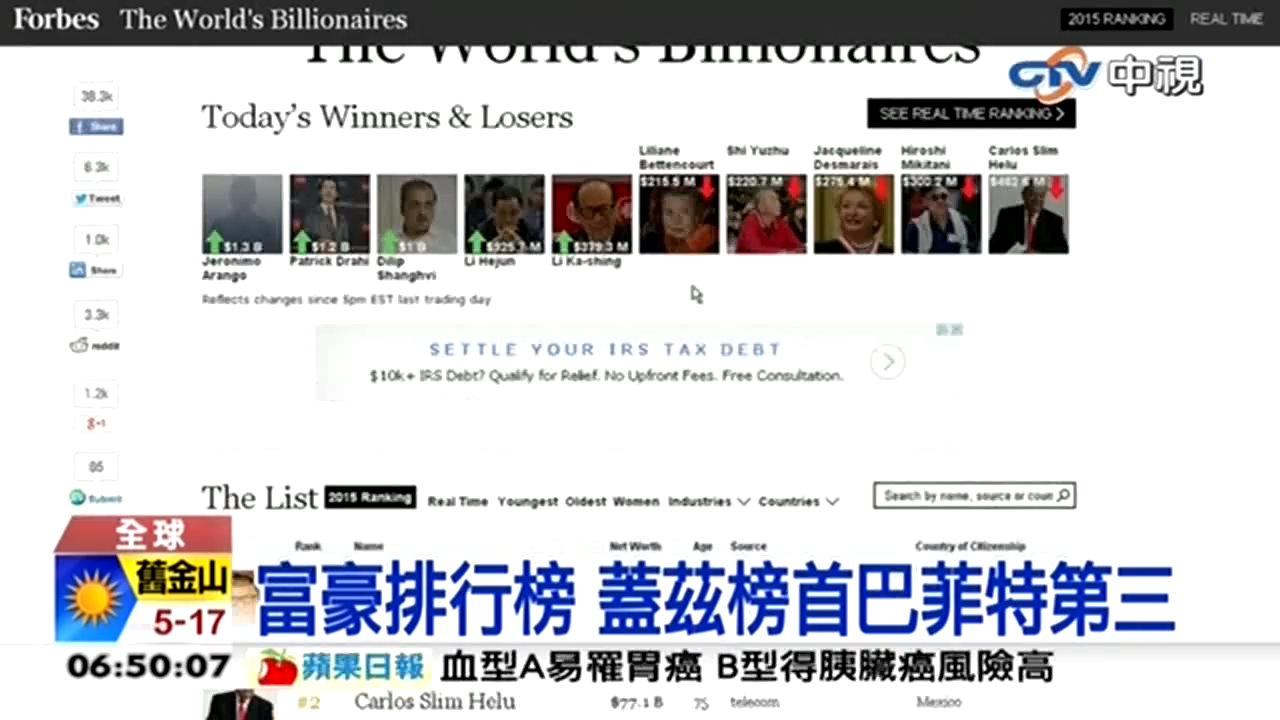 Forbes The World's Billionaires 2015 RANKING REAL TIME
The World's Billionaires
CTV 中視
38.3k
Share
Today's Winners & Losers
SEE REAL TIME RANKING
6.3k
Tweet
Liliane Bettencourt
Shi Yuzhu
Jacqueline Desmarais
Hiroshi Mikitani
Carlos Slim Helu
$215.5 M
$220.7 M
$275.4 M
$300.2 M
1.0k
Share
$1.3 B
$1.2 B
$1 B
$925.7 M
$379.3 M
Jeronimo Arango
Patrick Drahi
Dilip Shanghvi
Li Hejun
Li Ka-shing
Reflects changes since 5pm EST last trading day
3.3k
reddit
SETTLE YOUR IRS TAX DEBT
$10k+ IRS Debt? Qualify for Relief. No Upfront Fees. Free Consultation.
1.2k
g+1
85
Submit
The List 2015 Ranking Real Time Youngest Oldest Women Industries Countries
Search by name, source or coun
Rank Name Net Worth Age Source Country of Citizenship
全球
舊金山
5-17
富豪排行榜 蓋茲榜首巴菲特第三
06:50:07 蘋果日報 血型A易罹胃癌 B型得胰臟癌風險高
#2 Carlos Slim Helu $77.1 B 75 telecom Mexico